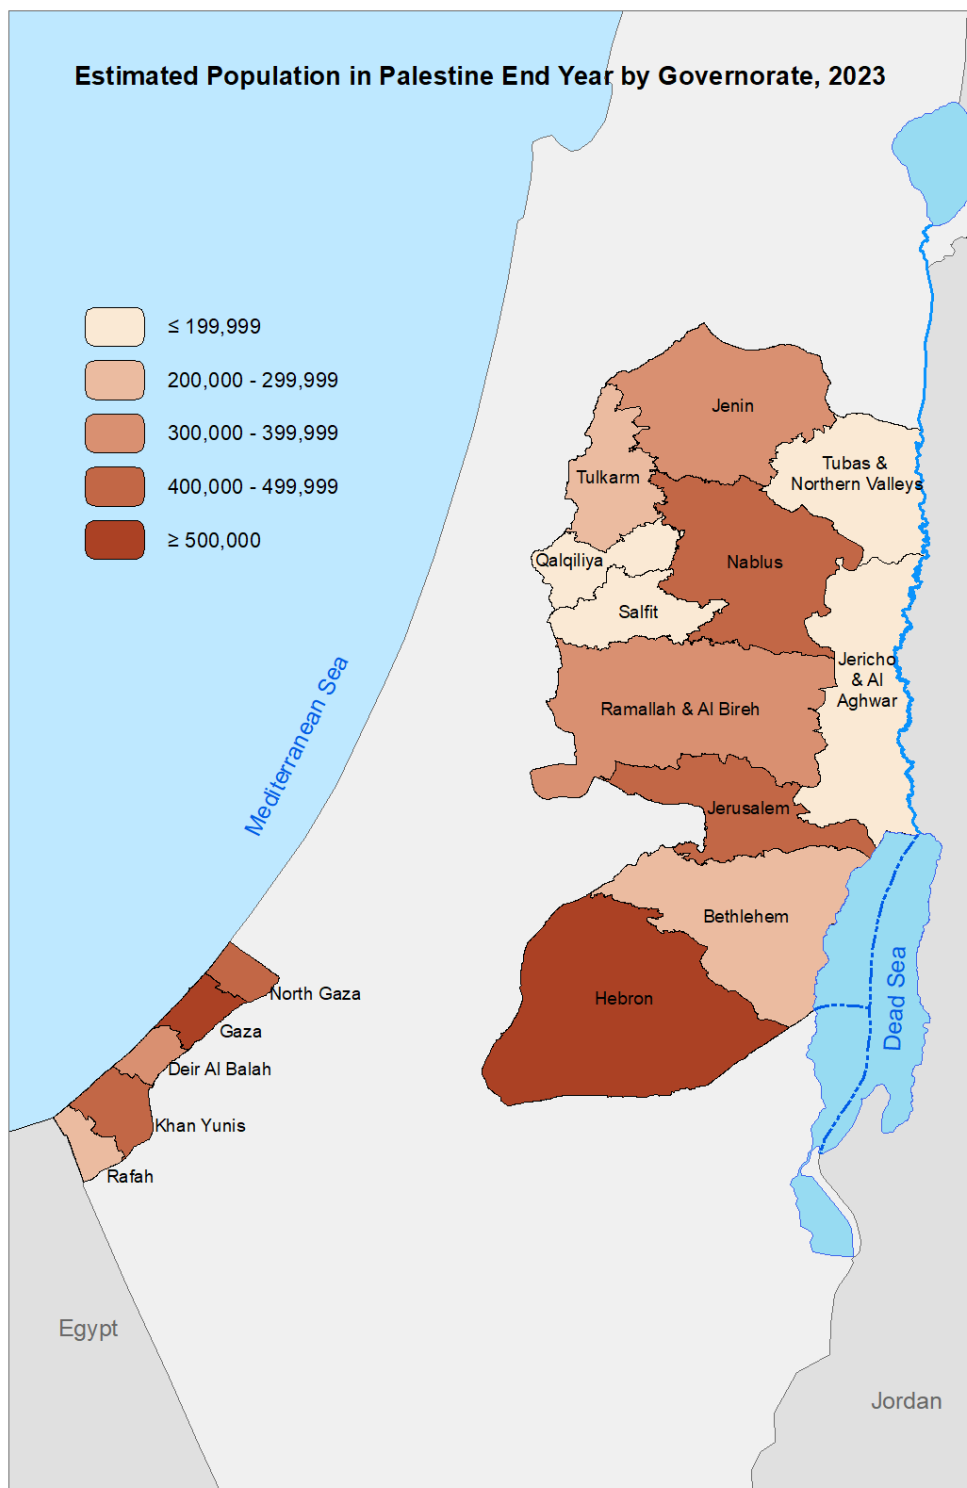 Estimated Population in Palestine End Year by Governorate, 2023
≤ 199,999
200,000 - 299,999
300,000 - 399,999
400,000 - 499,999
≥ 500,000
Jenin
Tubas &
Northern Valleys
Tulkarm
Qalqiliya
Nablus
Salfit
Jericho
& Al
Aghwar
Ramallah & Al Bireh
Mediterranean Sea
Jerusalem
Bethlehem
Hebron
Dead Sea
North Gaza
Gaza
Deir Al Balah
Khan Yunis
Rafah
Egypt
Jordan